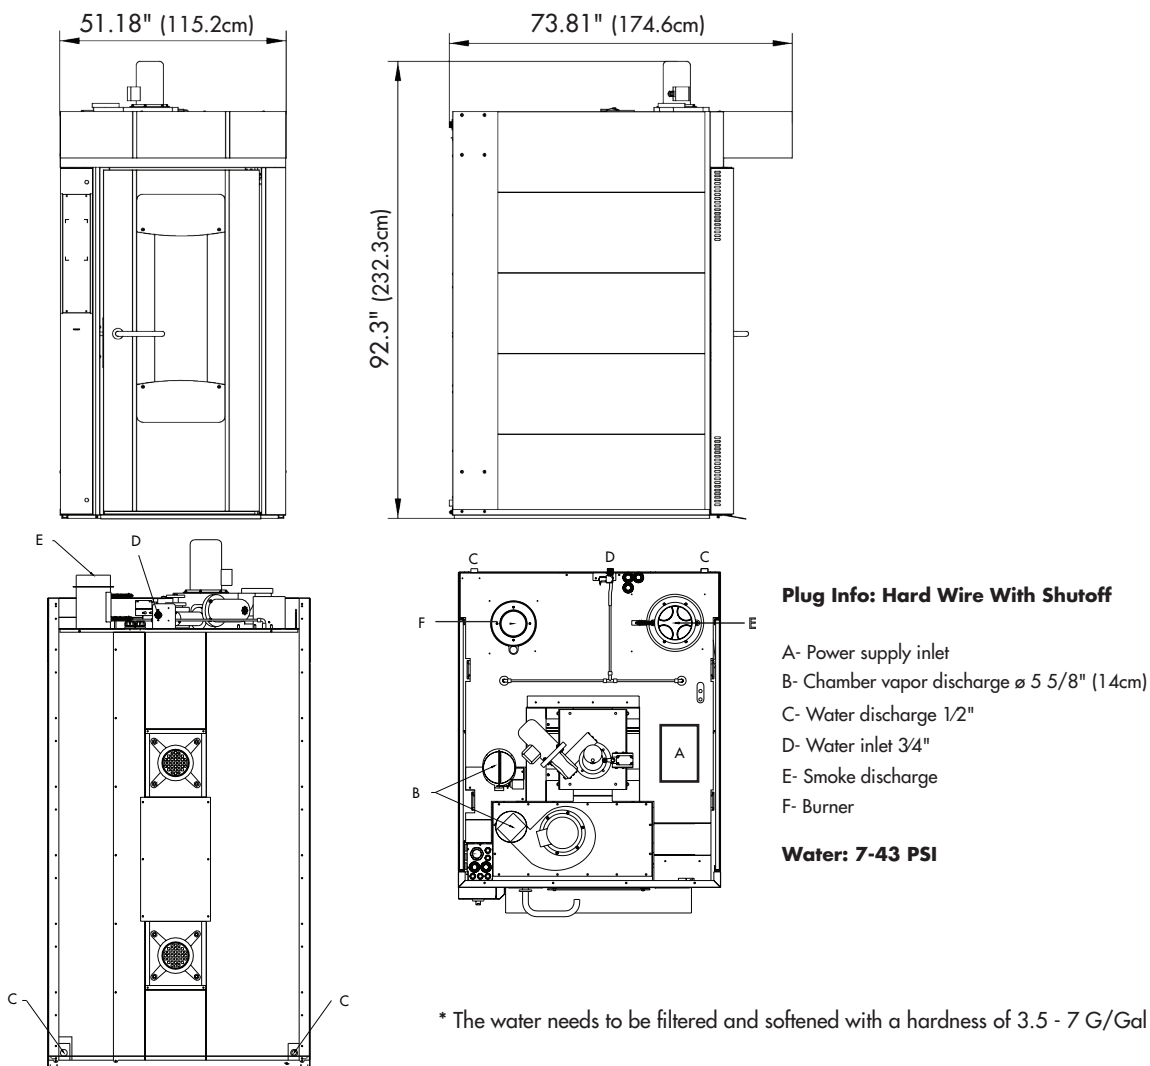 51.18" (115.2cm)
73.81" (174.6cm)
92.3" (232.3cm)
E
D
C
D
C
F
E
A
B
C
C
Plug Info: Hard Wire With Shutoff
A- Power supply inlet
B- Chamber vapor discharge ø 5 5/8" (14cm)
C- Water discharge 1/2"
D- Water inlet 3/4"
E- Smoke discharge
F- Burner
Water: 7-43 PSI
* The water needs to be filtered and softened with a hardness of 3.5 - 7 G/Gal